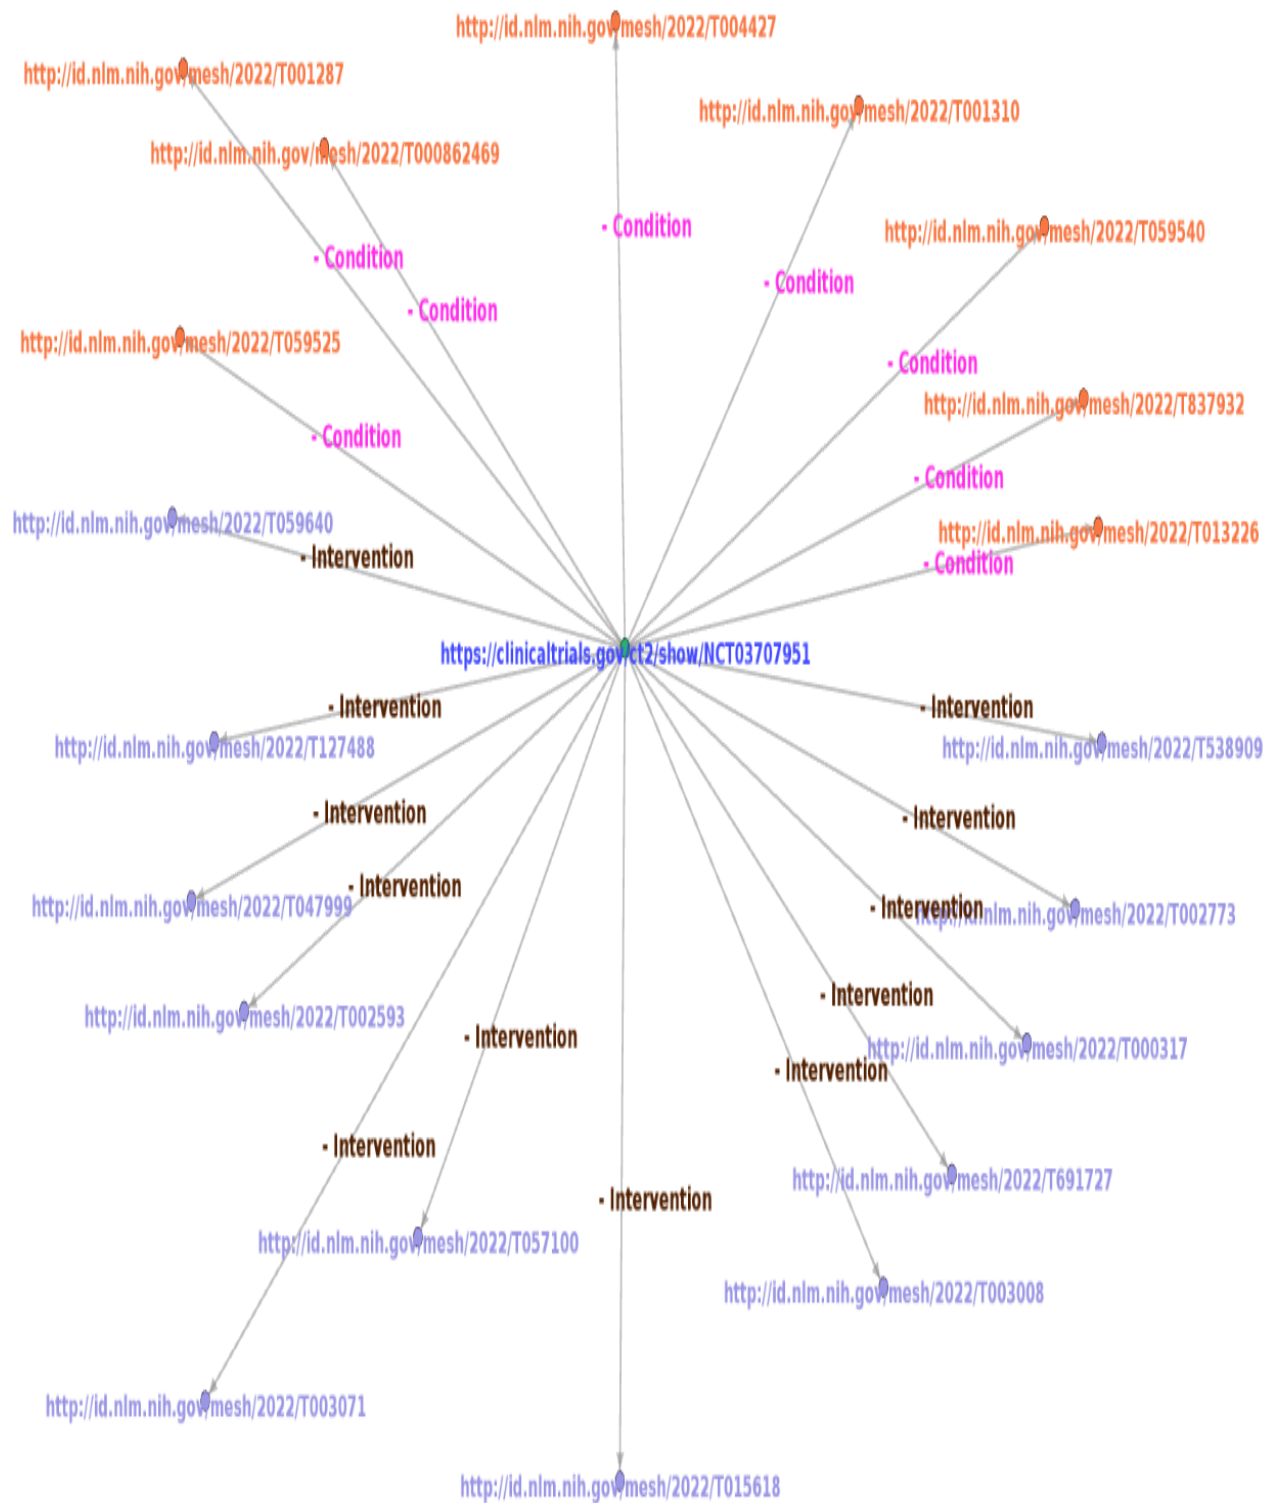 http://id.nlm.nih.gov/mesh/2022/T004427
http://id.nlm.nih.gov/mesh/2022/T001287
http://id.nlm.nih.gov/mesh/2022/T001310
http://id.nlm.nih.gov/mesh/2022/T000862469
- Condition
http://id.nlm.nih.gov/mesh/2022/T059540
- Condition
- Condition
- Condition
http://id.nlm.nih.gov/mesh/2022/T059525
- Condition
http://id.nlm.nih.gov/mesh/2022/T837932
- Condition
- Condition
http://id.nlm.nih.gov/mesh/2022/T059640
http://id.nlm.nih.gov/mesh/2022/T013226
- Intervention
- Condition
https://clinicaltrials.gov/ct2/show/NCT03707951
- Intervention
- Intervention
http://id.nlm.nih.gov/mesh/2022/T127488
http://id.nlm.nih.gov/mesh/2022/T538909
- Intervention
- Intervention
- Intervention
http://id.nlm.nih.gov/mesh/2022/T047999
- Intervention
http://id.nlm.nih.gov/mesh/2022/T002773
- Intervention
http://id.nlm.nih.gov/mesh/2022/T002593
- Intervention
http://id.nlm.nih.gov/mesh/2022/T000317
- Intervention
- Intervention
http://id.nlm.nih.gov/mesh/2022/T691727
- Intervention
http://id.nlm.nih.gov/mesh/2022/T057100
http://id.nlm.nih.gov/mesh/2022/T003008
http://id.nlm.nih.gov/mesh/2022/T003071
http://id.nlm.nih.gov/mesh/2022/T015618